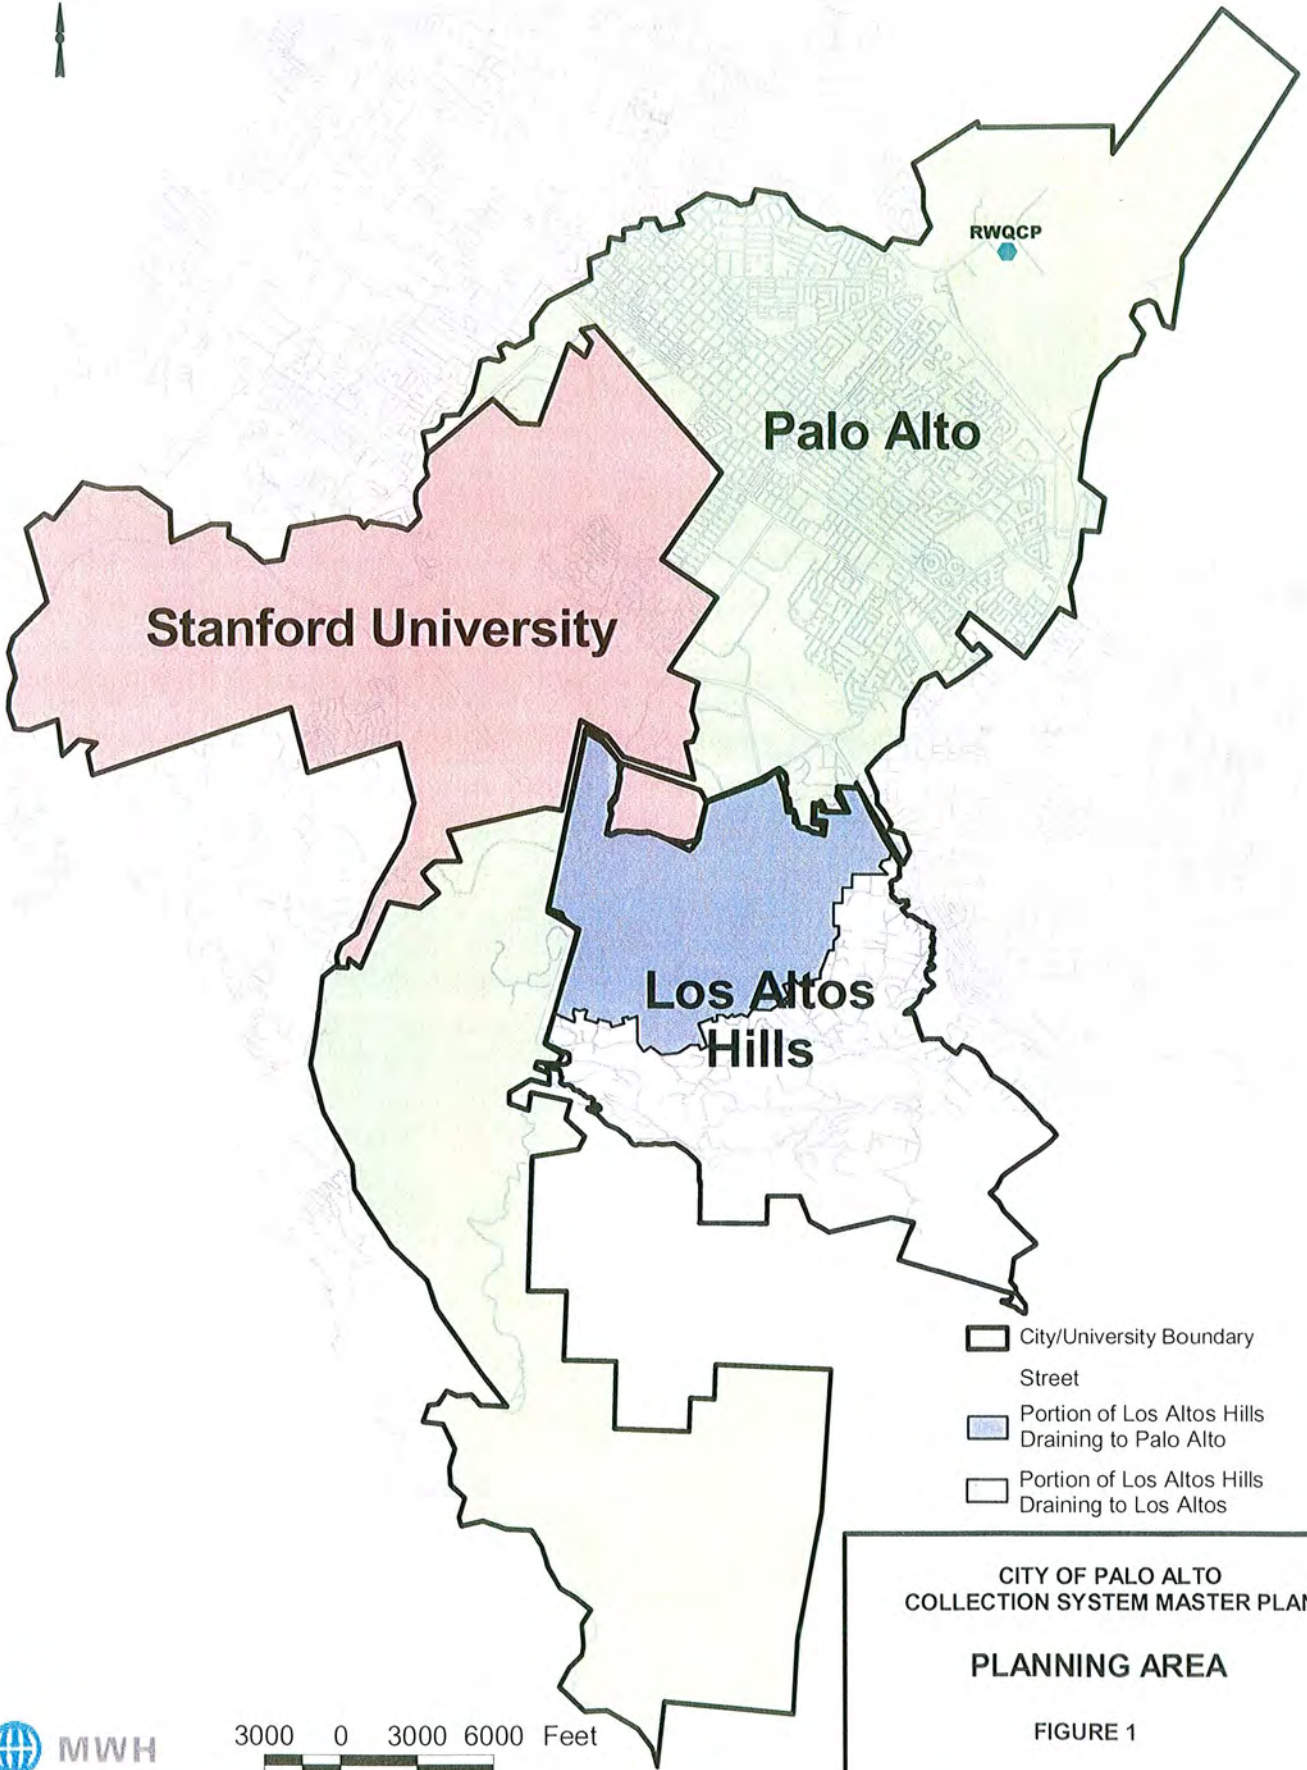 RWQCP
Palo Alto
Stanford University
Los Altos
Hills
City/University Boundary
Street
Portion of Los Altos Hills
Draining to Palo Alto
Portion of Los Altos Hills
Draining to Los Altos
CITY OF PALO ALTO
COLLECTION SYSTEM MASTER PLAN
PLANNING AREA
FIGURE 1
MWH
3000 0 3000 6000 Feet